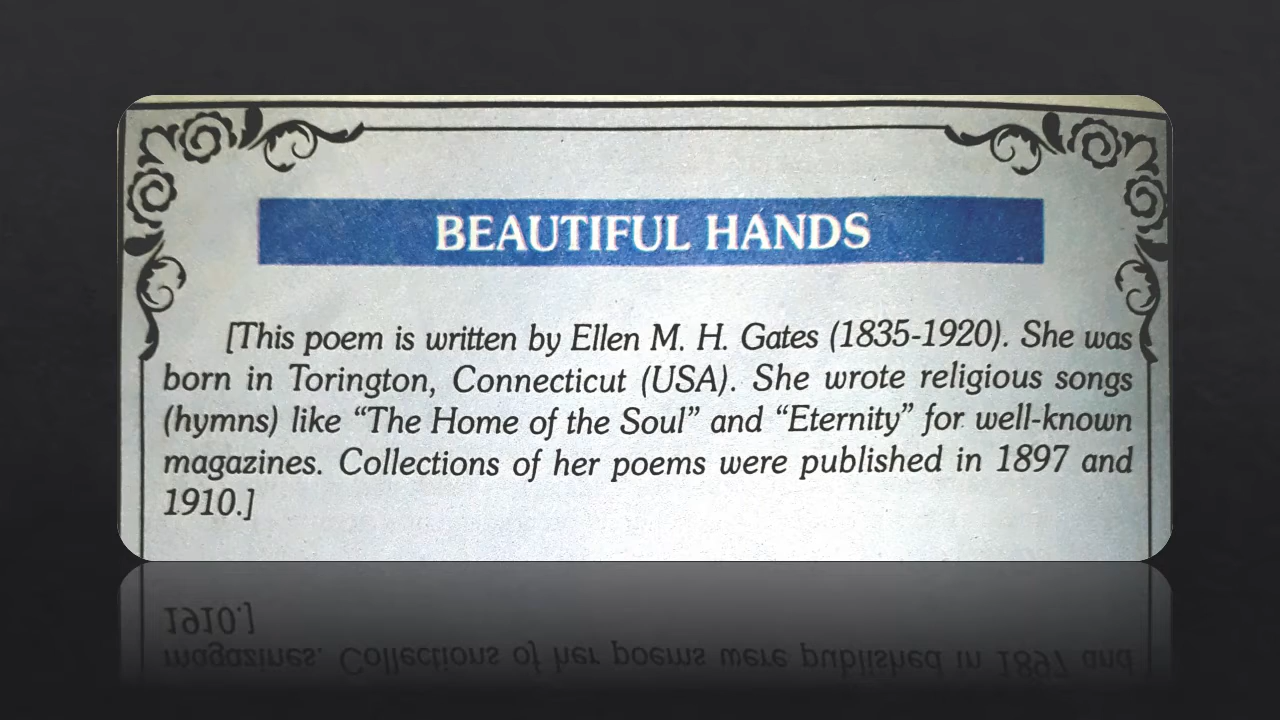 BEAUTIFUL HANDS
[This poem is written by Ellen M. H. Gates (1835-1920). She was
born in Torington, Connecticut (USA). She wrote religious songs
(hymns) like “The Home of the Soul” and “Eternity” for well-known
magazines. Collections of her poems were published in 1897 and
1910.]